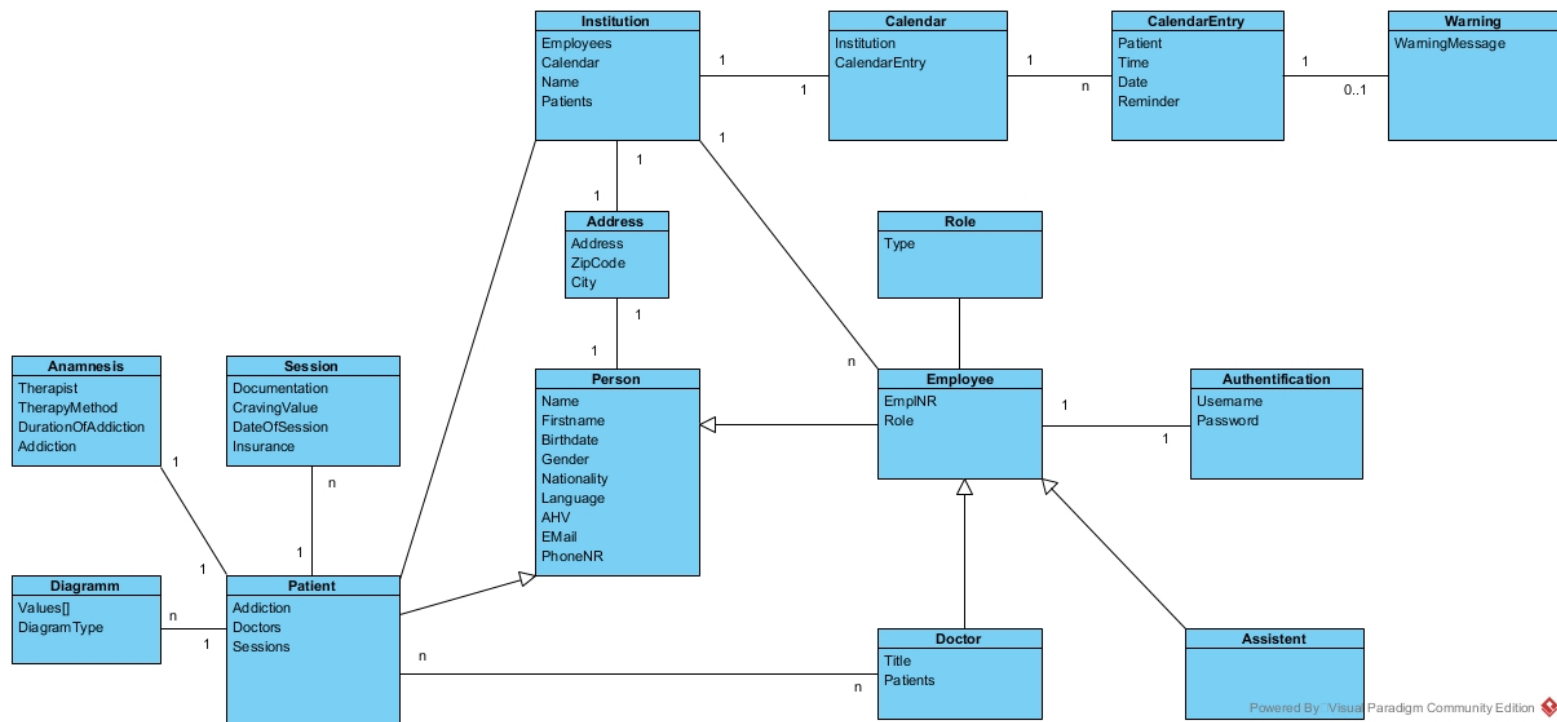 Institution
Employees
Calendar
Name
Patients
Calendar
Institution
CalendarEntry
CalendarEntry
Patient
Time
Date
Reminder
Warning
WarningMessage
1
1
1
n
1
0..1
1
1
1
n
Address
Address
ZipCode
City
1
1
Role
Type
Anamnesis
Therapist
TherapyMethod
DurationOfAddiction
Addiction
Session
Documentation
CravingValue
DateOfSession
Insurance
Person
Name
Firstname
Birthdate
Gender
Nationality
Language
AHV
EMail
PhoneNR
Employee
EmplNR
Role
1
1
Authentification
Username
Password
1
1
n
1
Diagramm
Values[]
DiagramType
n
1
Patient
Addiction
Doctors
Sessions
n
n
Doctor
Title
Patients
Assistent
Powered By Visual Paradigm Community Edition